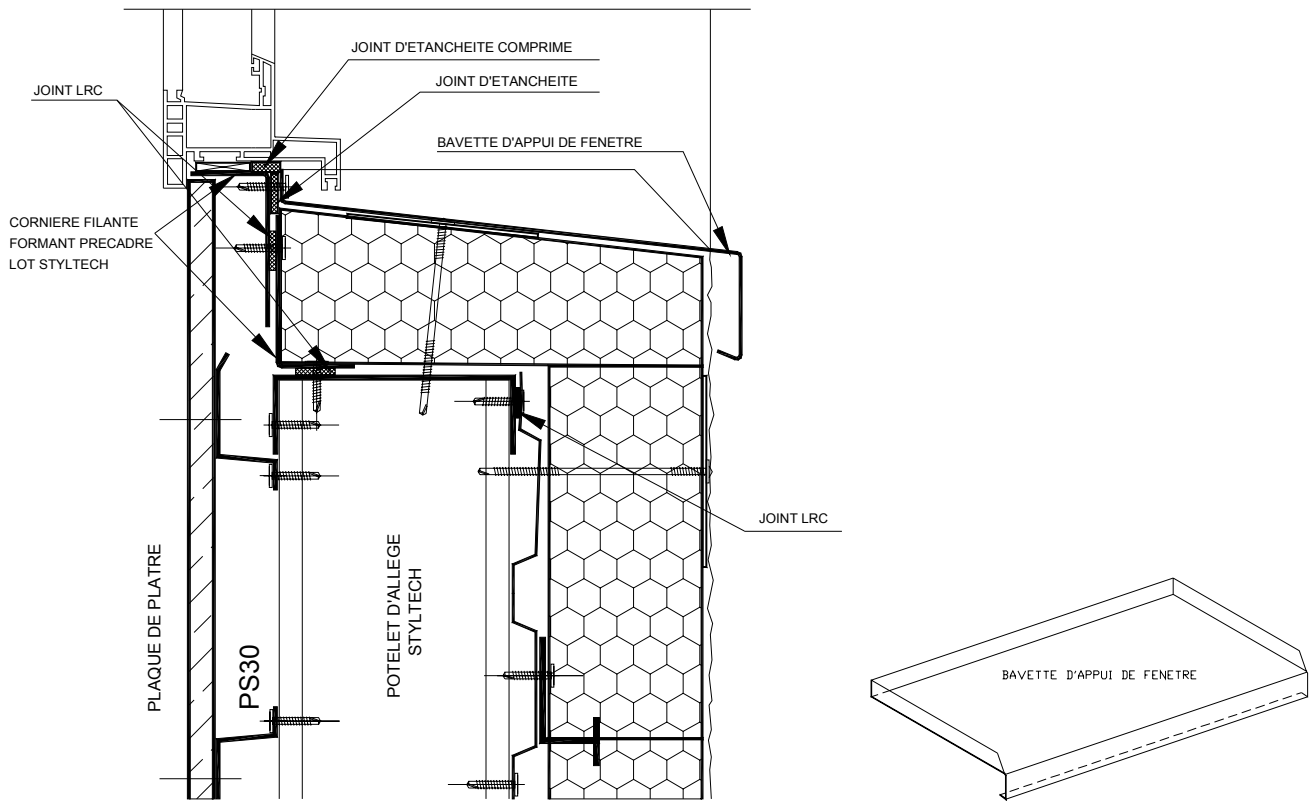 JOINT D'ETANCHEITE COMPRIME
JOINT D'ETANCHEITE
JOINT LRC
BAVETTE D'APPUI DE FENETRE
CORNIERE FILANTE
FORMANT PRECADRE
LOT STYLTECH
JOINT LRC
PLAQUE DE PLATRE
PS30
POTELET D'ALLEGE
STYLTECH
BAVETTE D'APPUI DE FENETRE